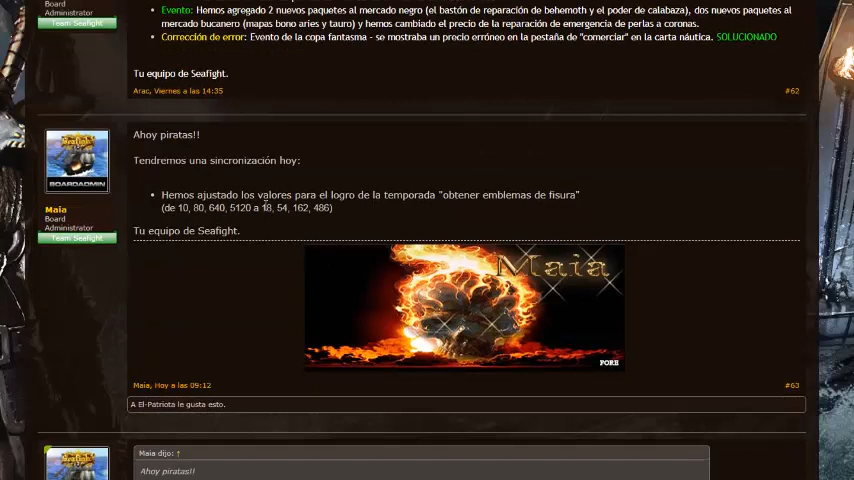 Board
Administrator
Team Seafight
Evento: Hemos agregado 2 nuevos paquetes al mercado negro (el bastón de reparación de behemoth y el poder de calabaza), dos nuevos paquetes al
mercado bucanero (mapas bono aries y tauro) y hemos cambiado el precio de la reparación de emergencia de perlas a coronas.
Corrección de error: Evento de la copa fantasma - se mostraba un precio erróneo en la pestaña de "comerciar" en la carta náutica. SOLUCIONADO
Tu equipo de Seafight.
Arac, Viernes a las 14:35
#62
BOARDADMIN
Maia
Board
Administrator
Team Seafight
Ahoy piratas!!
Tendremos una sincronización hoy:
Hemos ajustado los valores para el logro de la temporada "obtener emblemas de fisura"
(de 10, 80, 640, 5120 a 18, 54, 162, 486)
Tu equipo de Seafight.
Maia
FORE
Maia, Hoy a las 09:12
#63
A El-Patriota le gusta esto.
Maia dijo: ↑
Ahoy piratas!!